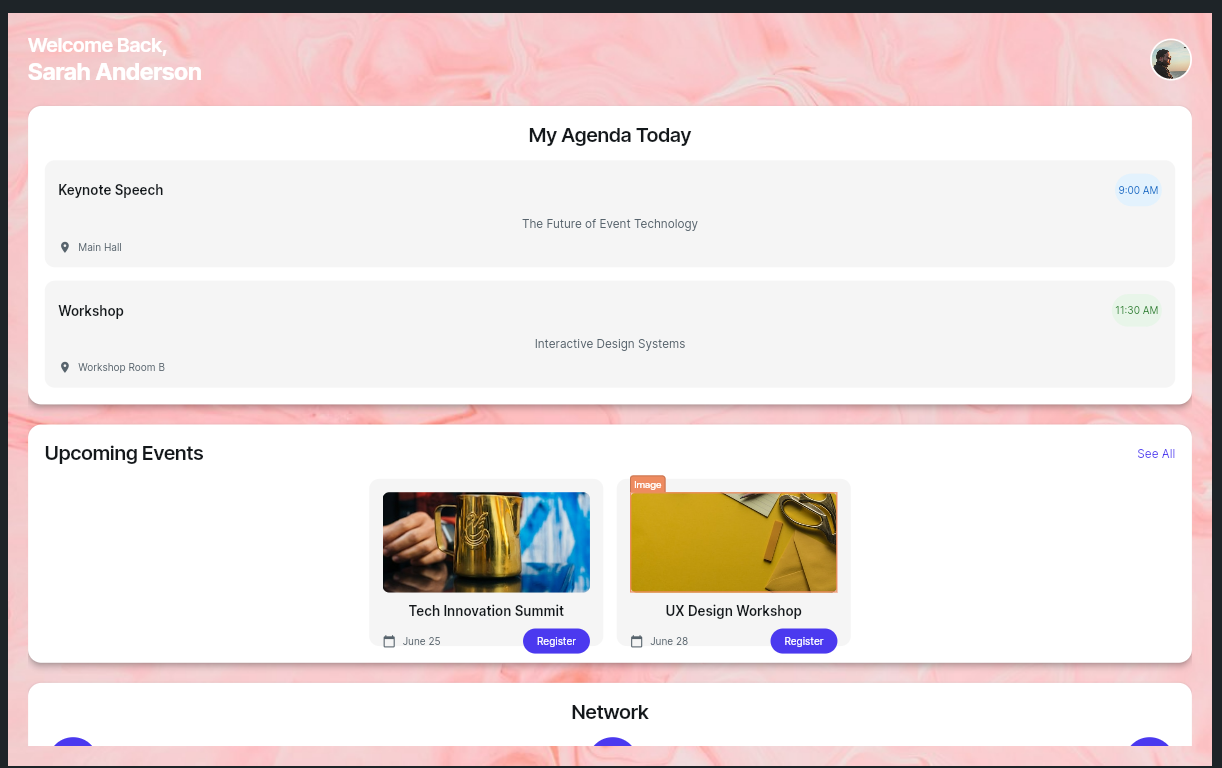 Welcome Back,
Sarah Anderson
My Agenda Today
Keynote Speech
9:00 AM
The Future of Event Technology
Main Hall
Workshop
11:30 AM
Interactive Design Systems
Workshop Room B
Upcoming Events
See All
Image
Tech Innovation Summit
June 25
Register
UX Design Workshop
June 28
Register
Network